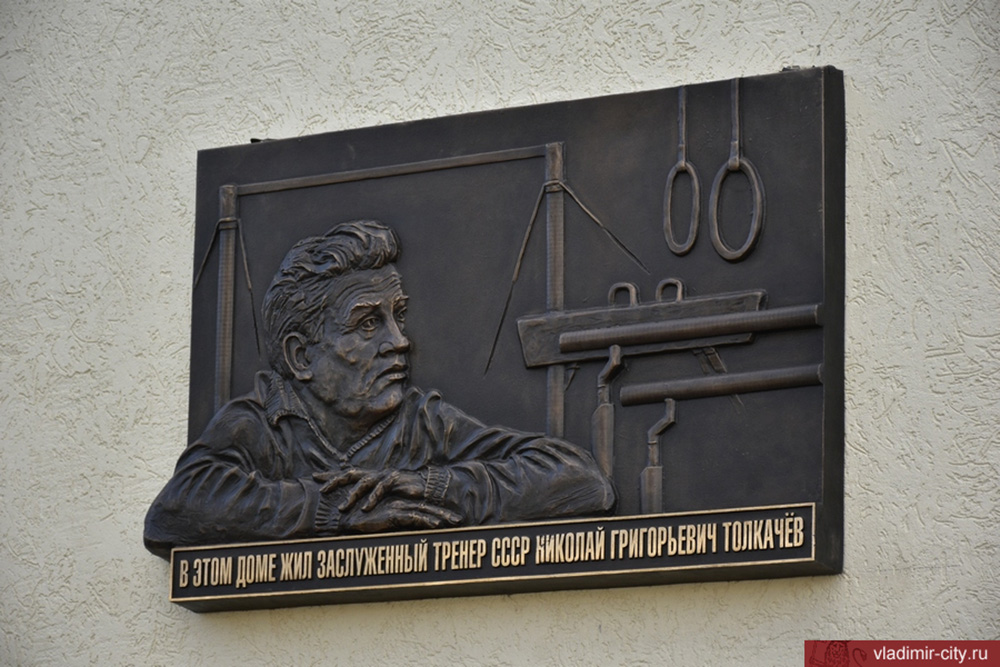 В ЭТОМ ДОМЕ ЖИЛ ЗАСЛУЖЕННЫЙ ТРЕНЕР СССР НИКОЛАЙ ГРИГОРЬЕВИЧ ТОЛКАЧЁВ
vladimir-city.ru